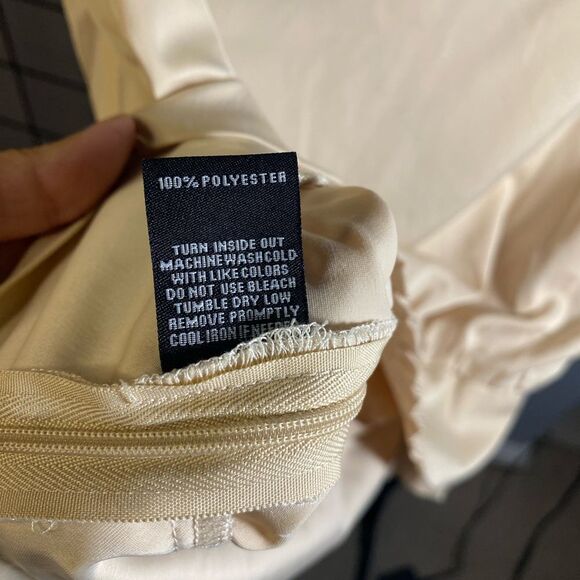 100% POLYESTER
TURN INSIDE OUT
MACHINE WASH COLD
WITH LIKE COLORS
DO NOT USE BLEACH
TUMBLE DRY LOW
REMOVE PROMPTLY
COOL IRON IF NEEDED